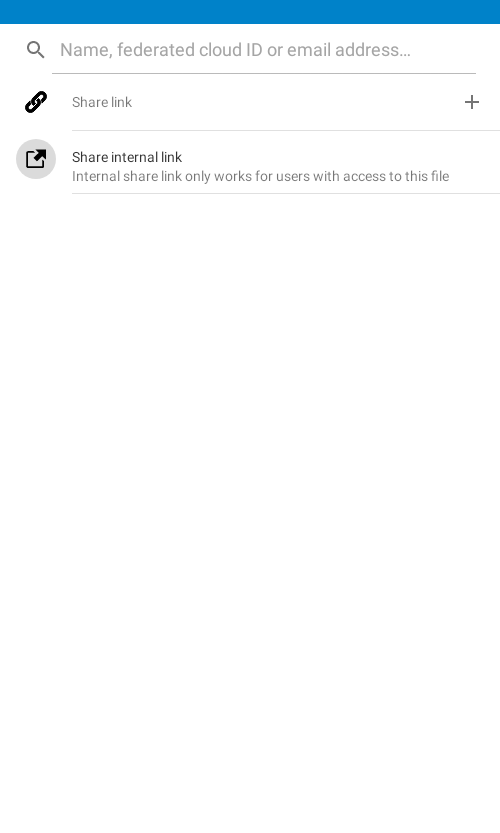 Name, federated cloud ID or email address…
Share link
Share internal link
Internal share link only works for users with access to this file